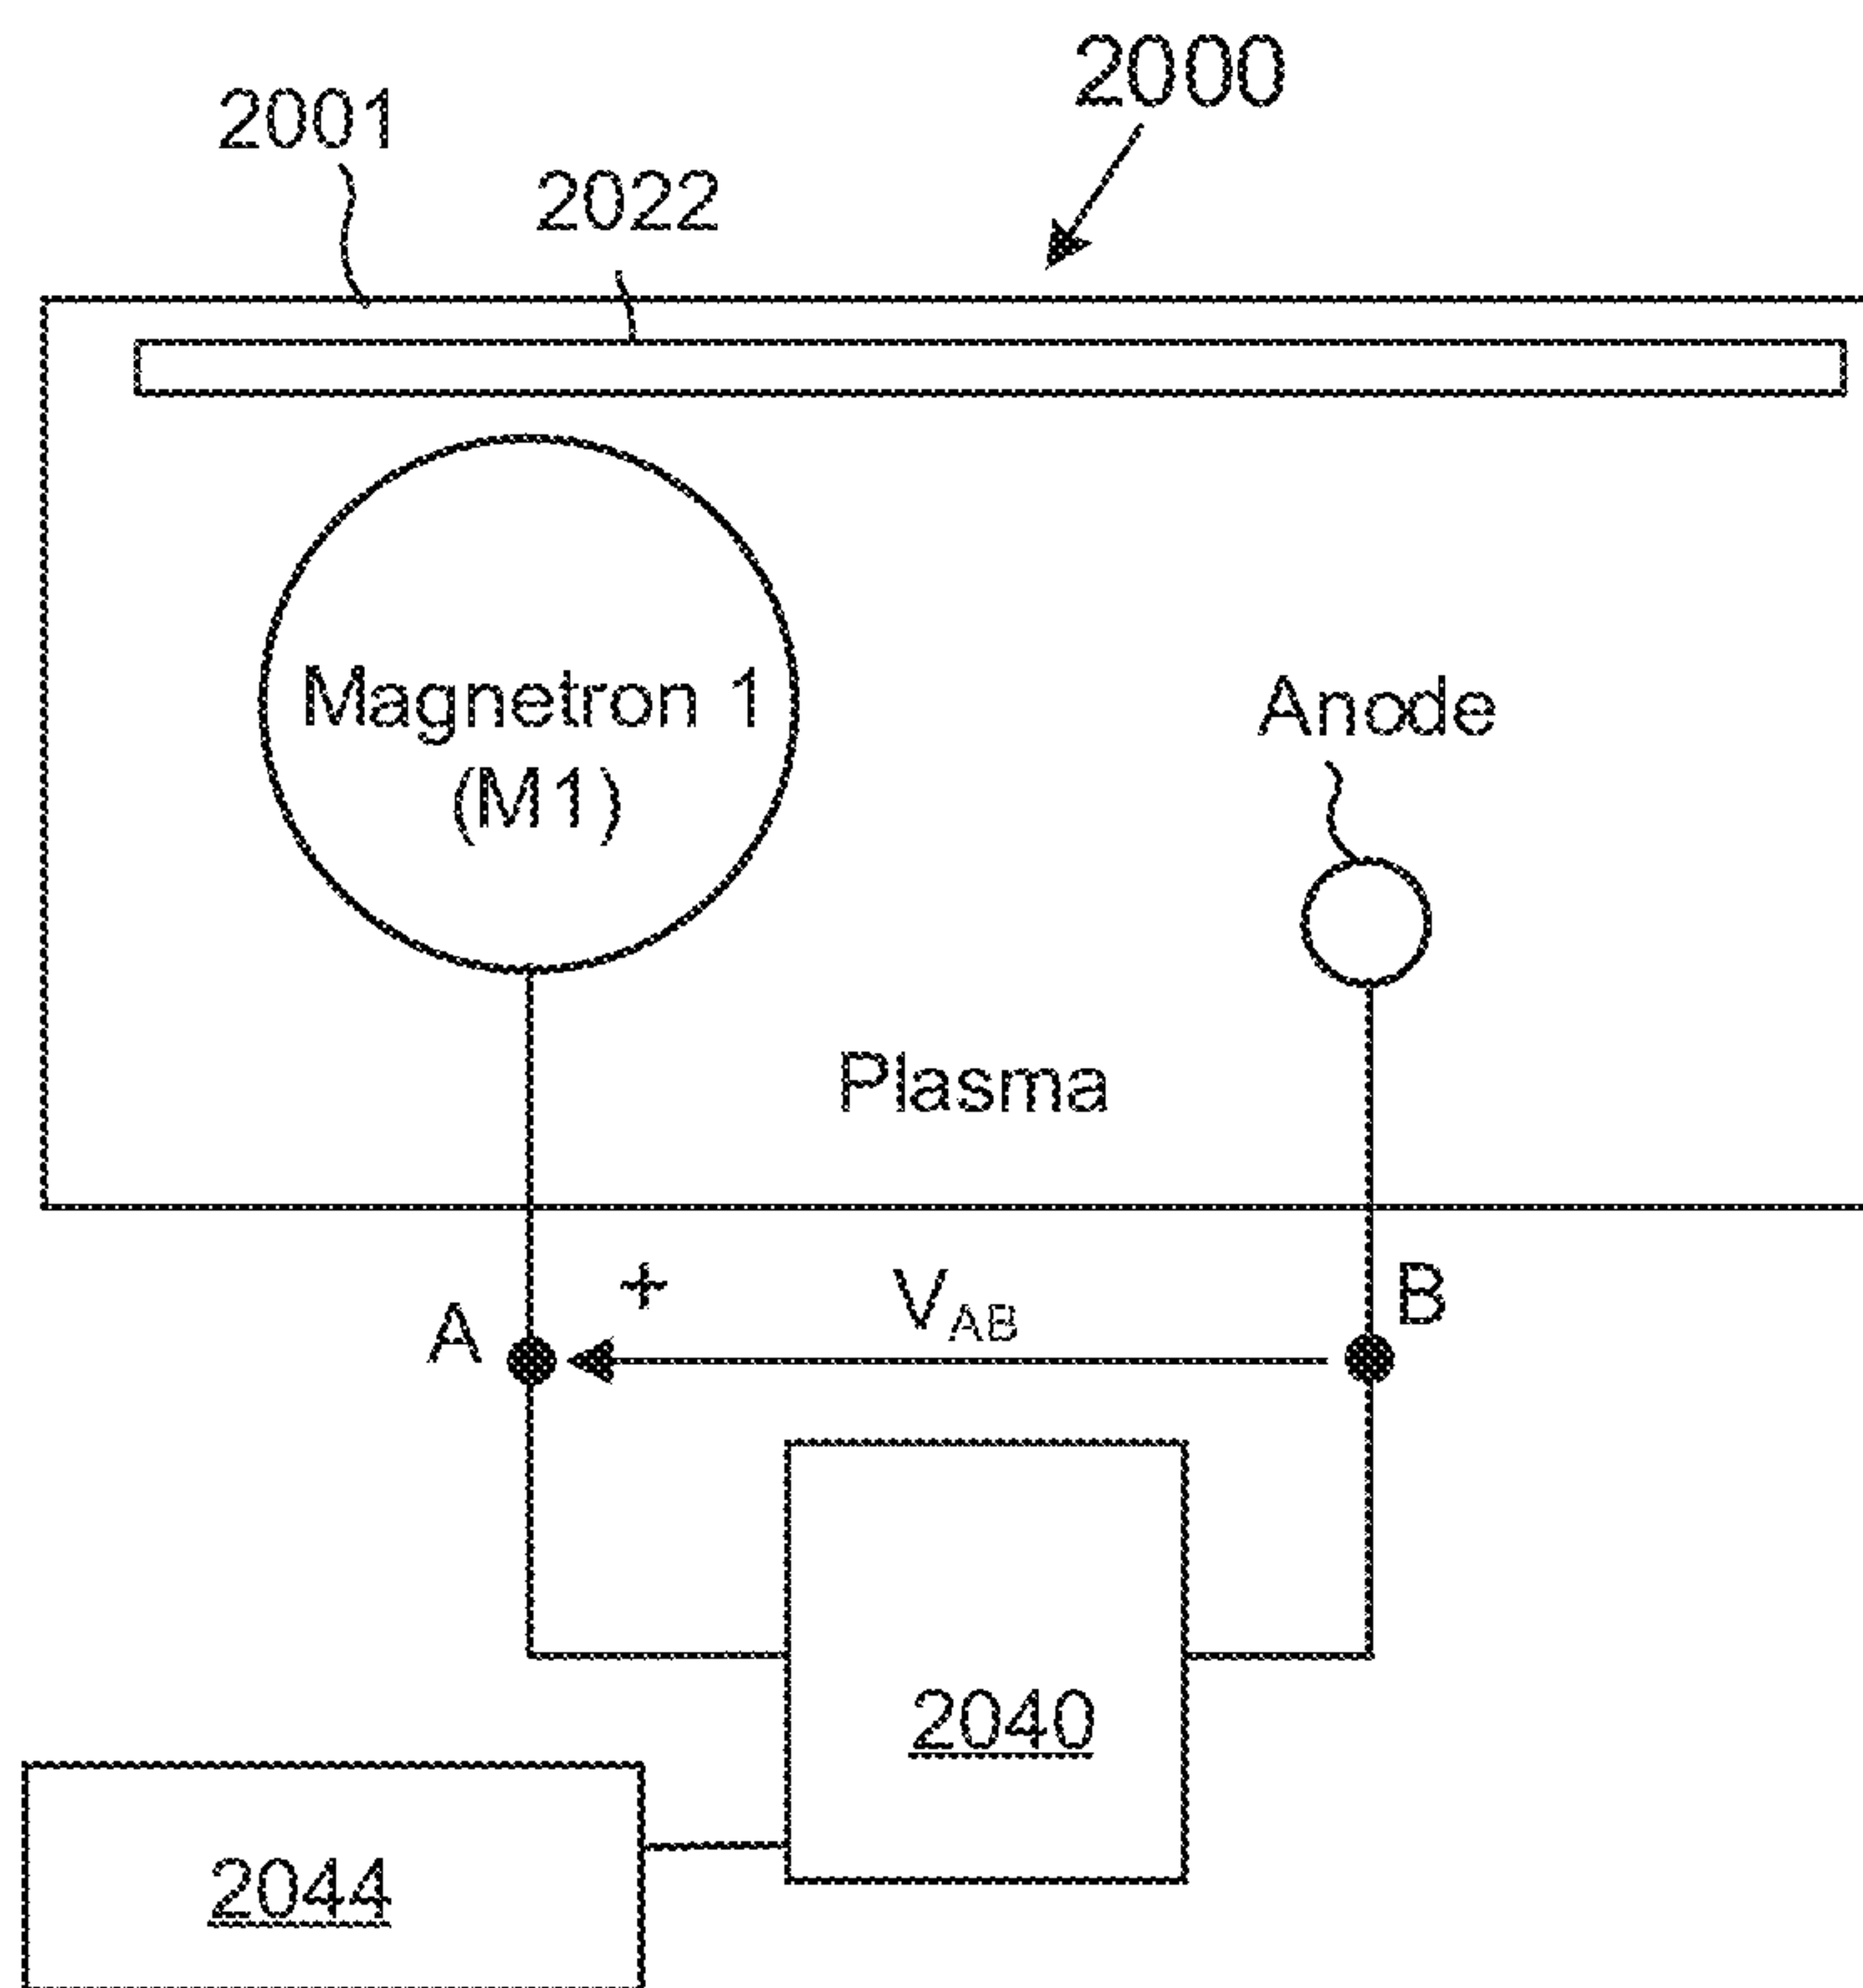 2000
2001
2022
Magnetron 1
(M1)
Anode
Plasma
+ VAB B
A
2040
2044